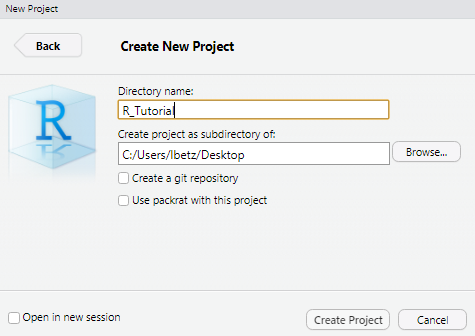 New Project
Back
Create New Project
Directory name:
R_Tutorial
Create project as subdirectory of:
C:/Users/lbetz/Desktop
Browse...
Create a git repository
Use packrat with this project
R
Open in new session
Create Project
Cancel